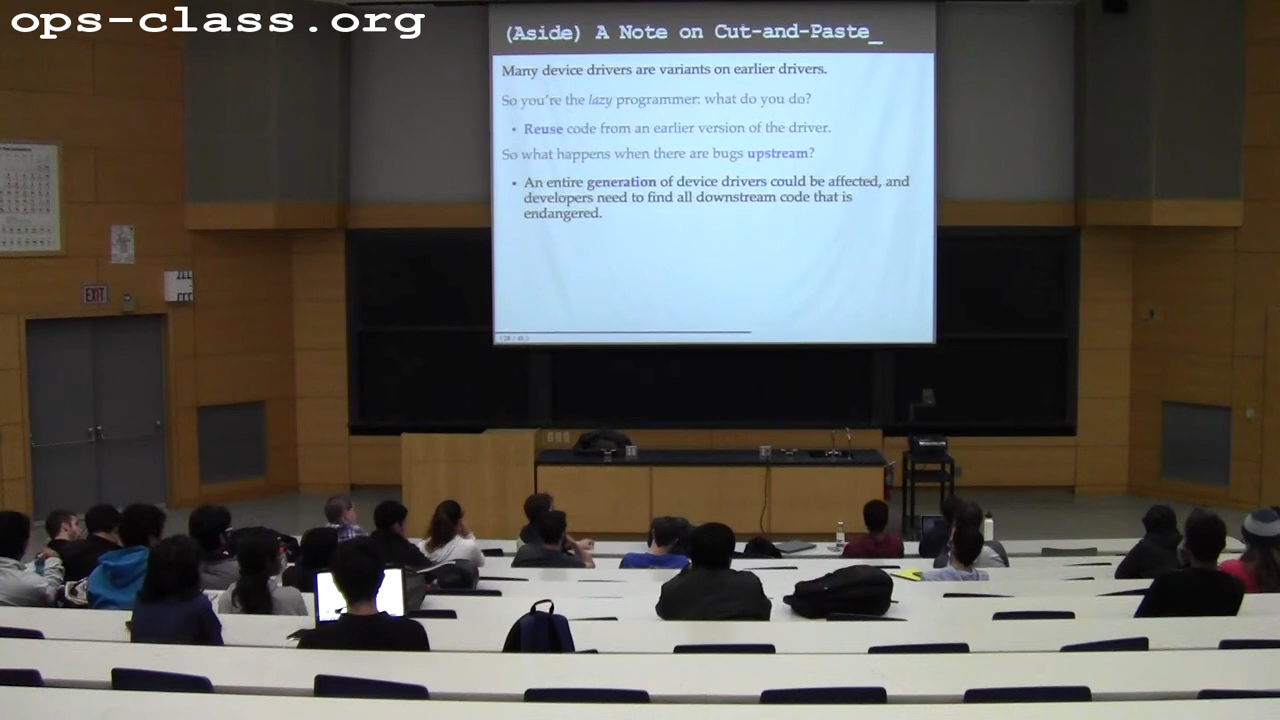 ops-class.org
(Aside) A Note on Cut-and-Paste_
Many device drivers are variants on earlier drivers.
So you're the lazy programmer: what do you do?
• Reuse code from an earlier version of the driver.
So what happens when there are bugs upstream?
• An entire generation of device drivers could be affected, and
developers need to find all downstream code that is
endangered.
EXIT